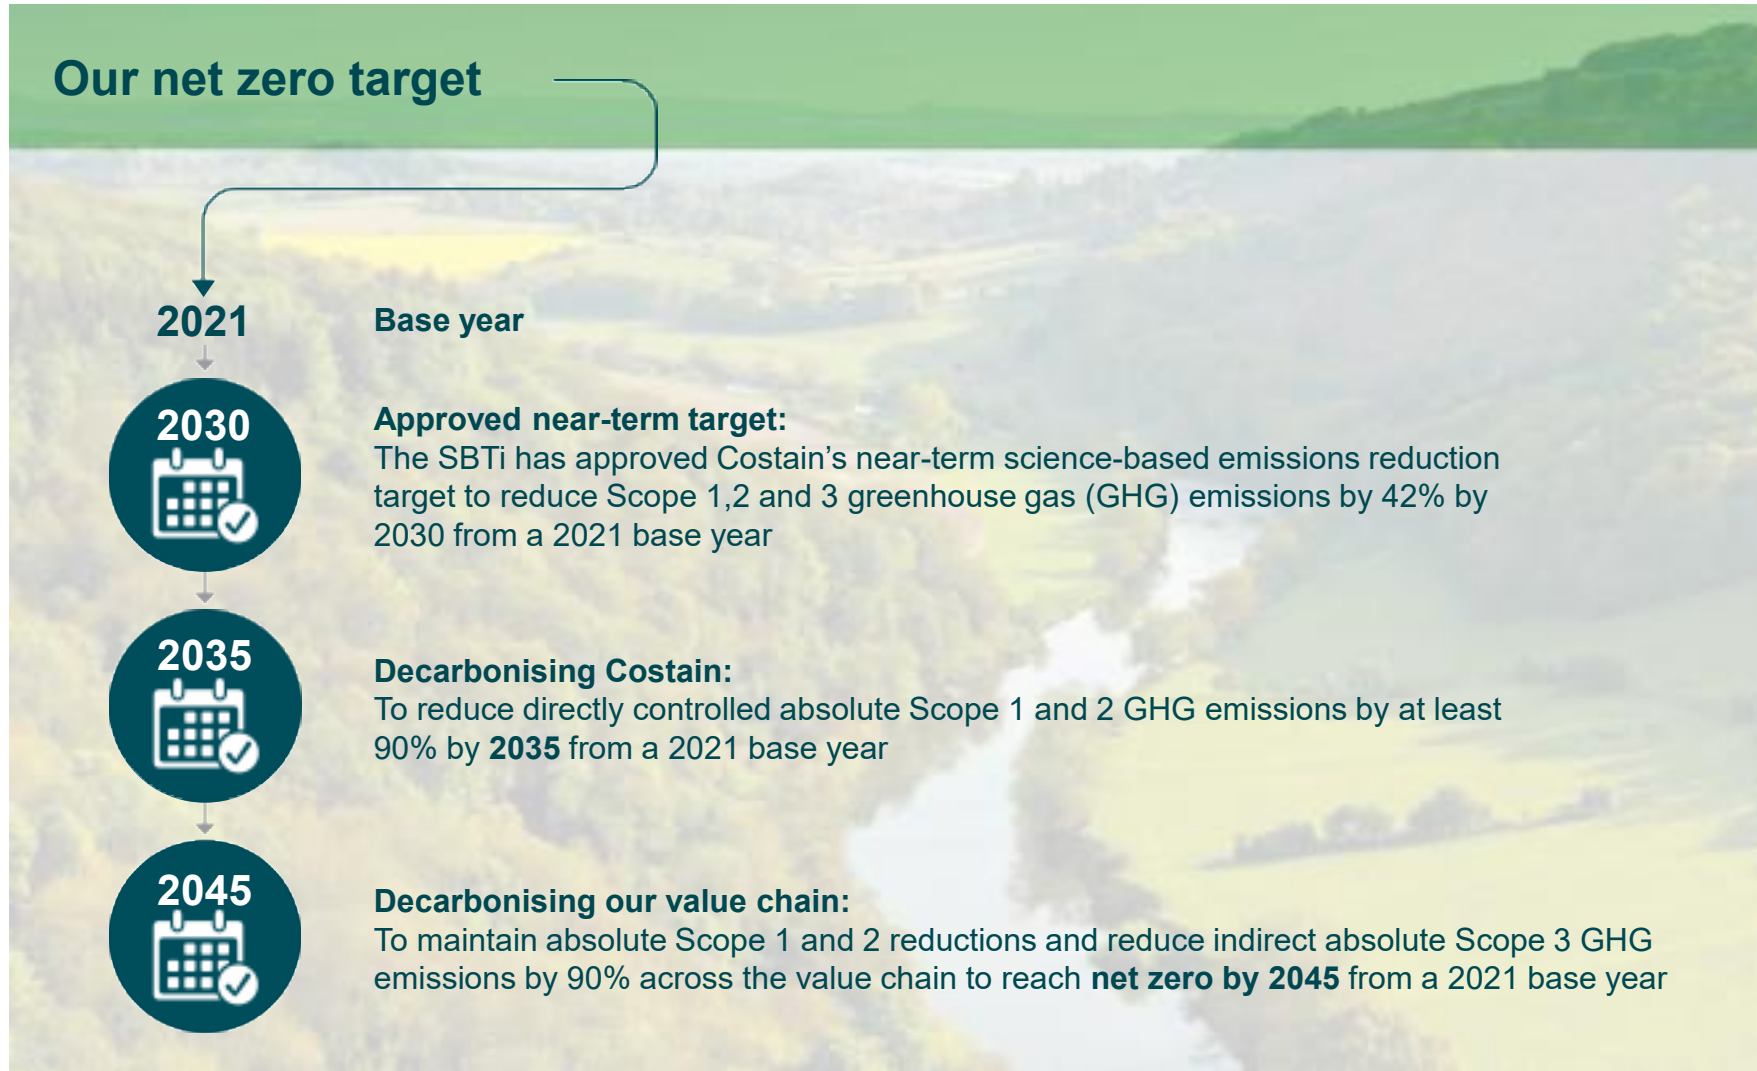 Our net zero target
2021
Base year
2030
Approved near-term target:
The SBTi has approved Costain’s near-term science-based emissions reduction
target to reduce Scope 1,2 and 3 greenhouse gas (GHG) emissions by 42% by
2030 from a 2021 base year
2035
Decarbonising Costain:
To reduce directly controlled absolute Scope 1 and 2 GHG emissions by at least
90% by 2035 from a 2021 base year
2045
Decarbonising our value chain:
To maintain absolute Scope 1 and 2 reductions and reduce indirect absolute Scope 3 GHG
emissions by 90% across the value chain to reach net zero by 2045 from a 2021 base year